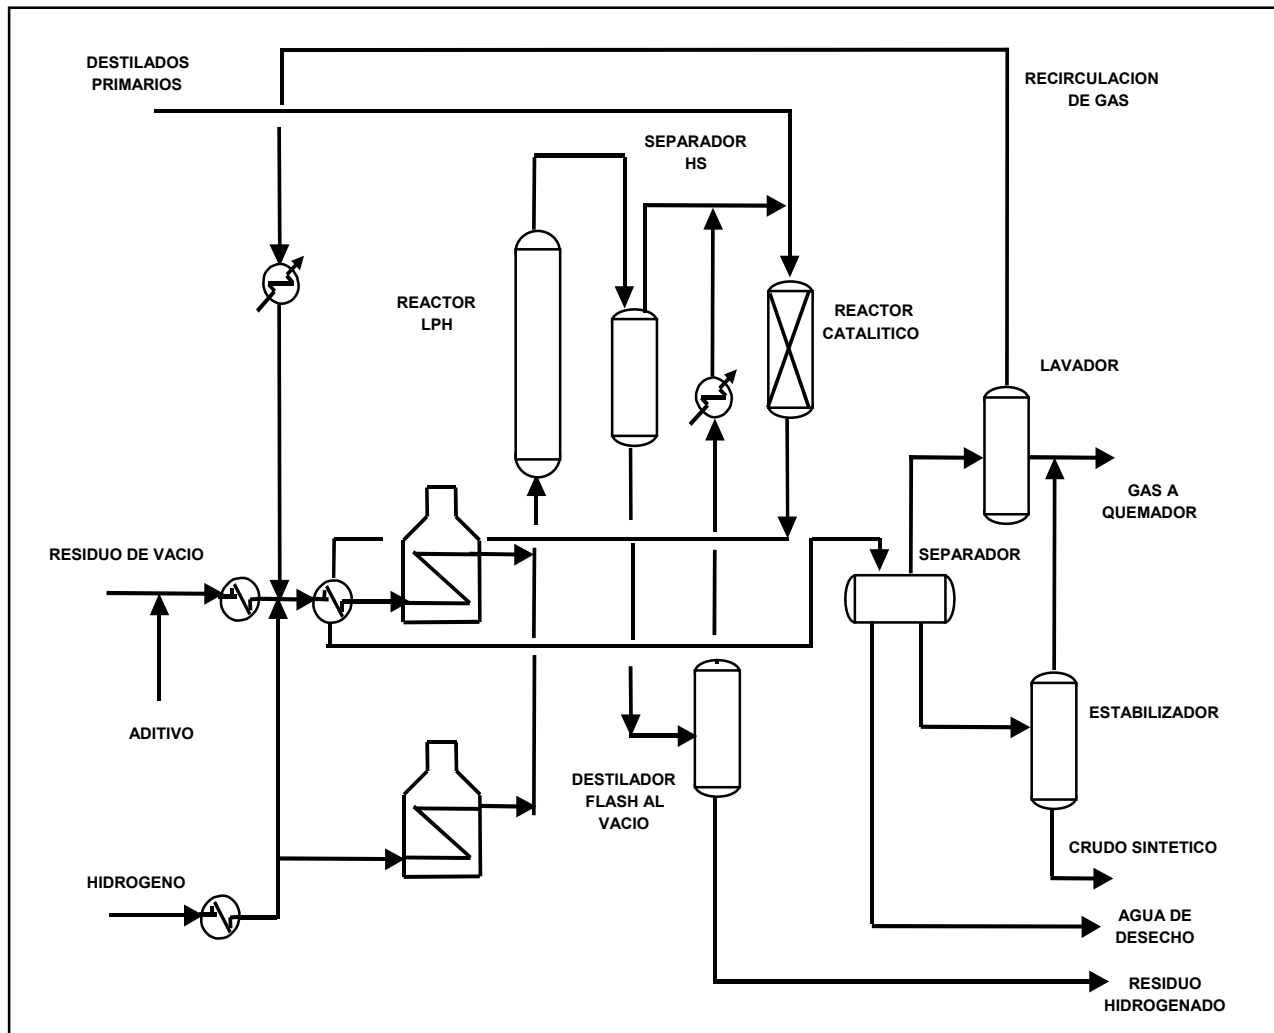 DESTILADOS
PRIMARIOS
RECIRCULACION
DE GAS
SEPARADOR
HS
REACTOR
LPH
REACTOR
CATALITICO
LAVADOR
GAS A
QUEMADOR
RESIDUO DE VACIO
SEPARADOR
ADITIVO
ESTABILIZADOR
DESTILADOR
FLASH AL
VACIO
CRUDO SINTETICO
HIDROGENO
AGUA DE
DESECHO
RESIDUO
HIDROGENADO